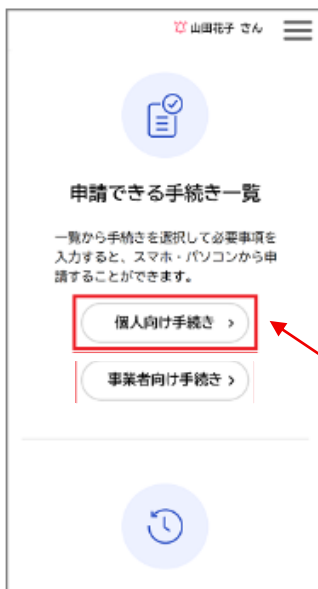 山田花子 さん
申請できる手続き一覧
一覧から手続きを選択して必要事項を
入力すると、スマホ・パソコンから申
請することができます。
個人向け手続き
事業者向け手続き